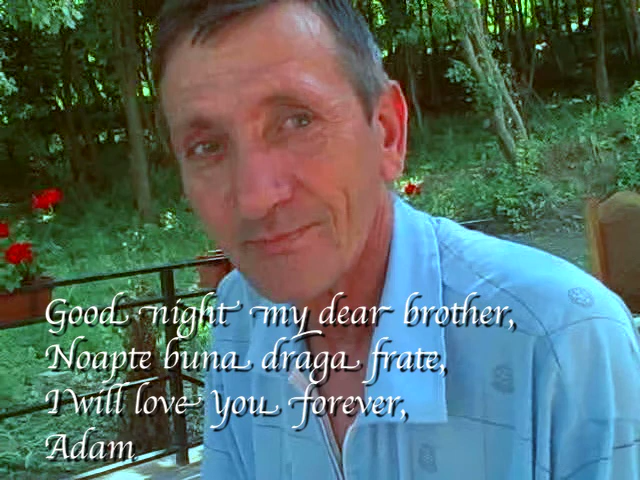 Good night my dear brother,
Noapte buna draga frate,
I will love you forever,
Adam